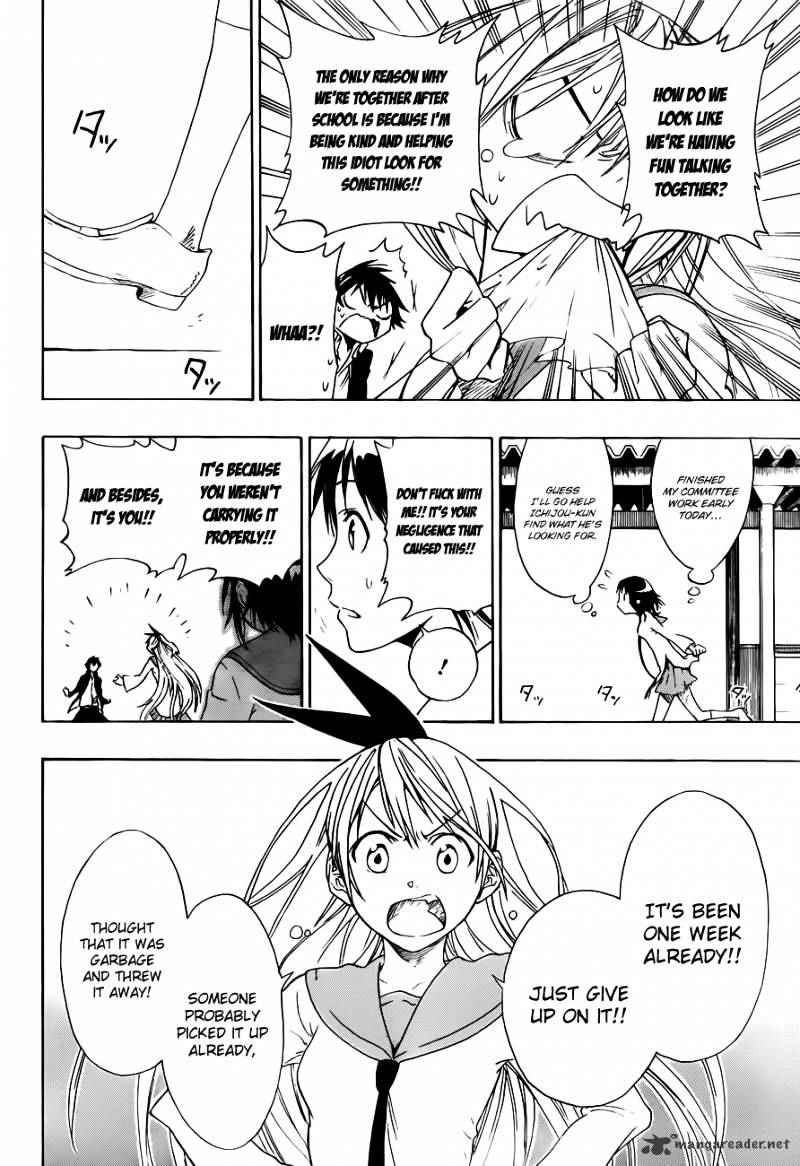 HOW DO WE
LOOK LIKE
WE'RE HAVING
FUN TALKING
TOGETHER?
THE ONLY REASON WHY
WE'RE TOGETHER AFTER
SCHOOL IS BECAUSE I'M
BEING KIND AND HELPING
THIS IDIOT LOOK FOR
SOMETHING!!
WHAA?!
タッ
タッ
FINISHED
MY COMMITTEE
WORK EARLY
TODAY...
GUESS
I'LL GO HELP
ICHIJOU-KUN
FIND WHAT HE'S
LOOKING FOR.
タッ
タッ
タッ
DON'T FUCK WITH
ME!! IT'S YOUR
NEGLIGENCE THAT
CAUSED THIS!!
!
IT'S BECAUSE
YOU WEREN'T
CARRYING IT
PROPERLY!!
AND BESIDES,
IT'S YOU!!
IT'S BEEN
ONE WEEK
ALREADY!!
JUST GIVE
UP ON IT!!
SOMEONE
PROBABLY
PICKED IT UP
ALREADY,
THOUGHT
THAT IT WAS
GARBAGE
AND THREW
IT AWAY!
mangareader.net